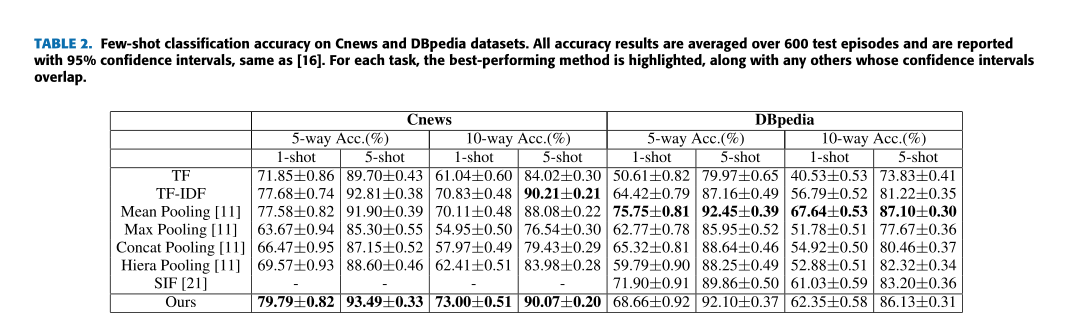 TABLE 2. Few-shot classification accuracy on Cnews and DBpedia datasets. All accuracy results are averaged over 600 test episodes and are reported
with 95% confidence intervals, same as [16]. For each task, the best-performing method is highlighted, along with any others whose confidence intervals
overlap.
Cnews DBpedia
5-way Acc.(%) 10-way Acc.(%) 5-way Acc.(%) 10-way Acc.(%)
1-shot 5-shot 1-shot 5-shot 1-shot 5-shot 1-shot 5-shot
TF 71.85±0.86 89.70±0.43 61.04±0.60 84.02±0.30 50.61±0.82 79.97±0.65 40.53±0.53 73.83±0.41
TF-IDF 77.68±0.74 92.81±0.38 70.83±0.48 90.21±0.21 64.42±0.79 87.16±0.49 56.79±0.52 81.22±0.35
Mean Pooling [11] 77.58±0.82 91.90±0.39 70.11±0.48 88.08±0.22 75.75±0.81 92.45±0.39 67.64±0.53 87.10±0.30
Max Pooling [11] 63.67±0.94 85.30±0.55 54.95±0.50 76.54±0.30 62.77±0.78 85.95±0.52 51.78±0.51 77.67±0.36
Concat Pooling [11] 66.47±0.95 87.15±0.52 57.97±0.49 79.43±0.29 65.32±0.81 88.64±0.46 54.92±0.50 80.46±0.37
Hiera Pooling [11] 69.57±0.93 88.60±0.46 62.41±0.51 83.98±0.28 59.79±0.90 88.25±0.49 52.88±0.51 82.32±0.34
SIF [21] - - - - 71.90±0.91 89.86±0.50 61.03±0.59 83.20±0.36
Ours 79.79±0.82 93.49±0.33 73.00±0.51 90.07±0.20 68.66±0.92 92.10±0.37 62.35±0.58 86.13±0.31